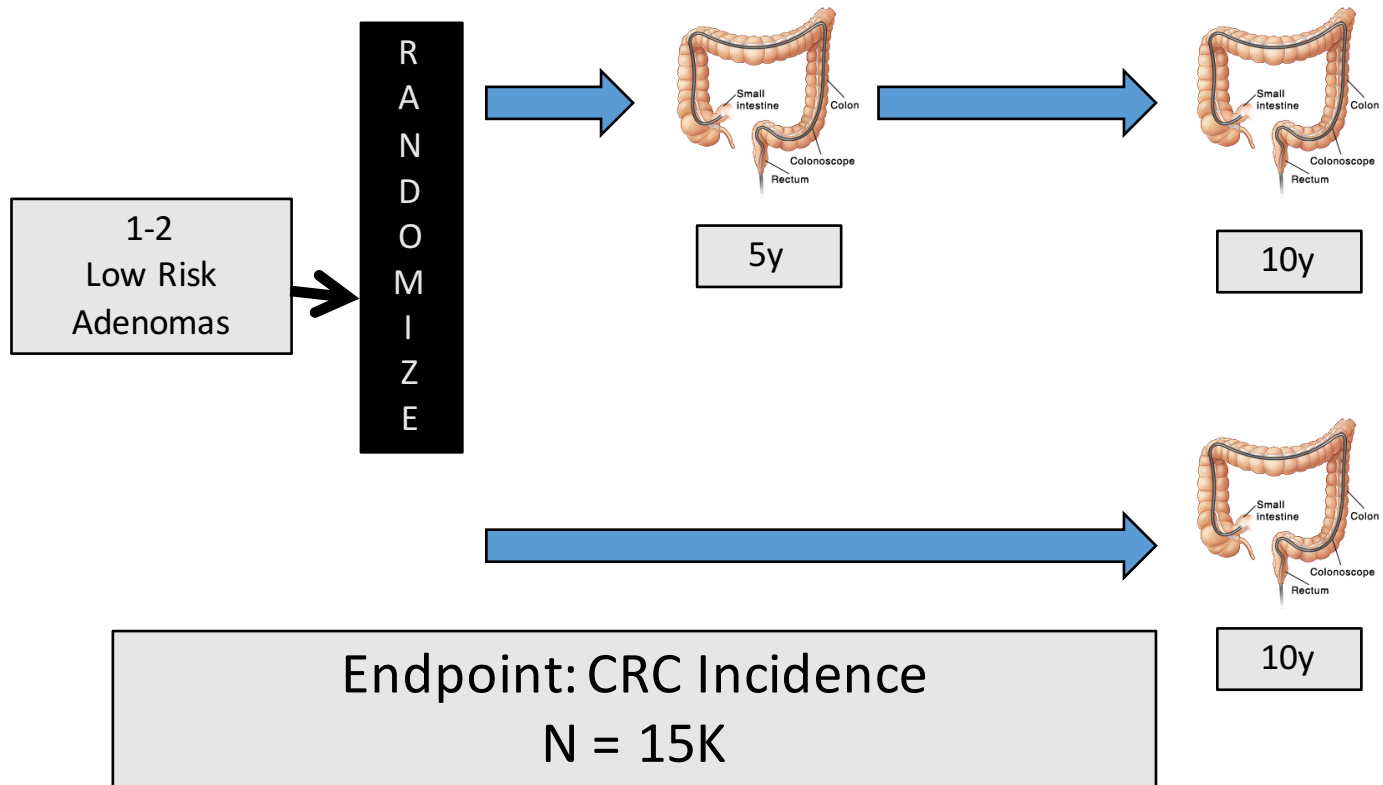 1-2
Low Risk
Adenomas
R
A
N
D
O
M
I
Z
E
Small
intestine
Colon
Colonoscope
Rectum
5y
Small
intestine
Colon
Colonoscope
Rectum
10y
Small
intestine
Colon
Colonoscope
Rectum
10y
Endpoint: CRC Incidence
N = 15K